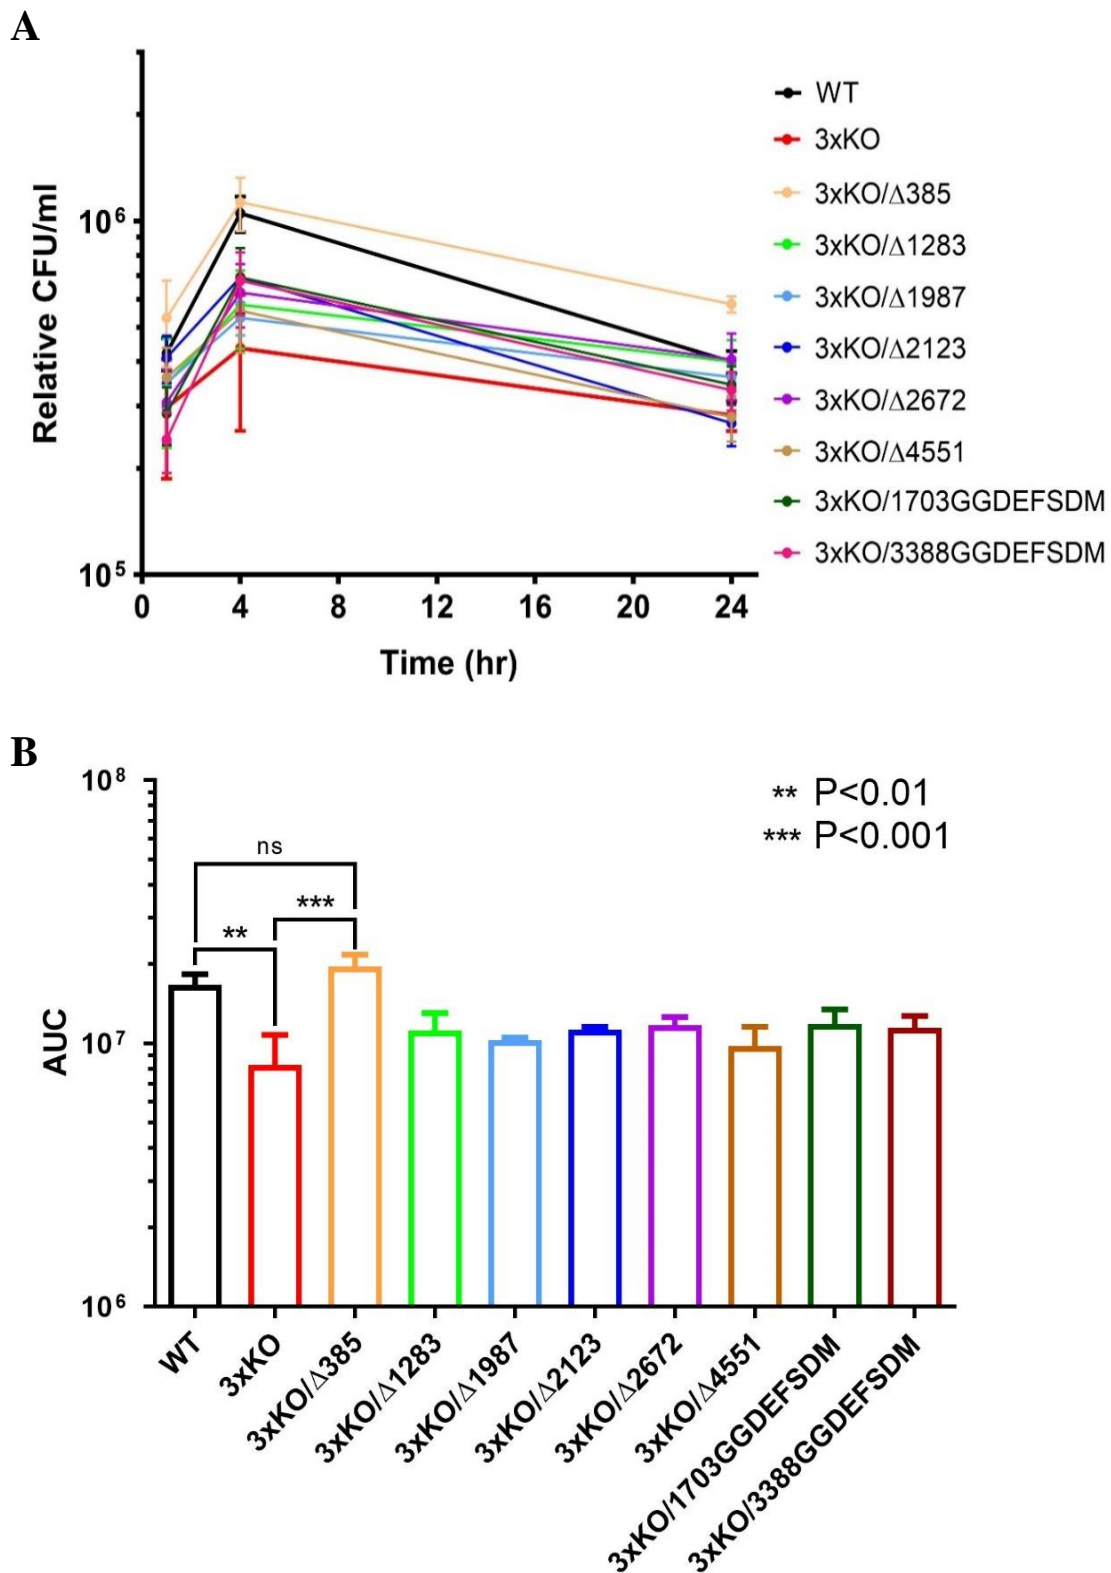 A
Relative CFU/ml
10⁶
10⁵
0 4 8 12 16 20 24
Time (hr)
WT
3xKO
3xKO/Δ385
3xKO/Δ1283
3xKO/Δ1987
3xKO/Δ2123
3xKO/Δ2672
3xKO/Δ4551
3xKO/1703GGDEFSDM
3xKO/3388GGDEFSDM
B
AUC
10⁸
10⁷
10⁶
** P<0.01
*** P<0.001
ns
***
**
WT
3xKO
3xKO/Δ385
3xKO/Δ1283
3xKO/Δ1987
3xKO/Δ2123
3xKO/Δ2672
3xKO/Δ4551
3xKO/1703GGDEFSDM
3xKO/3388GGDEFSDM